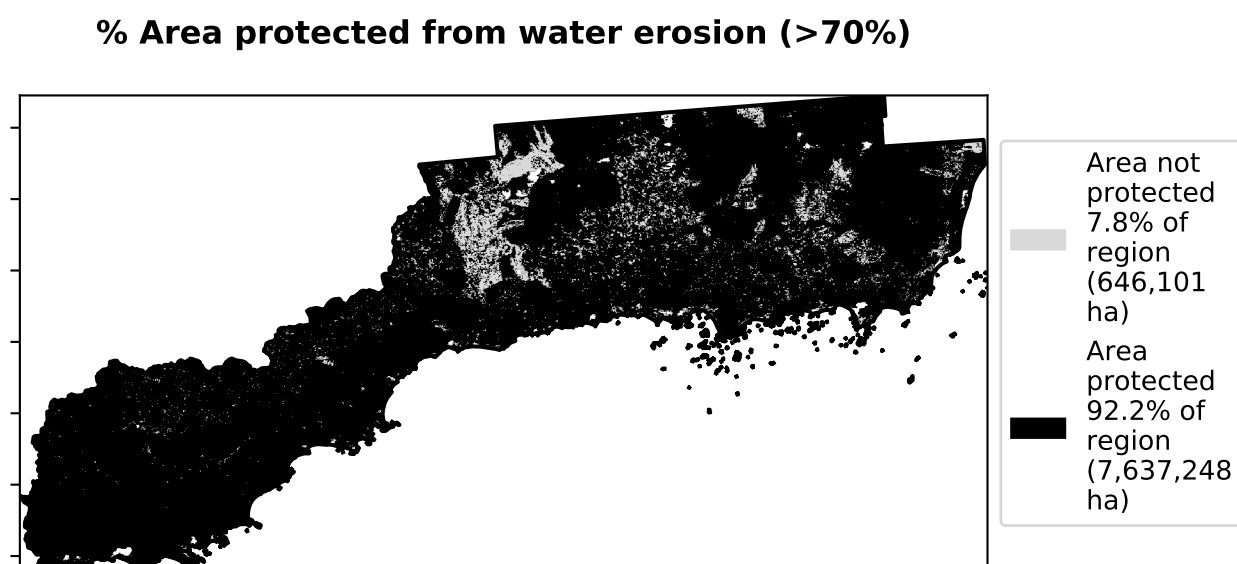 % Area protected from water erosion (>70%)
Area not
protected
7.8% of
region
(646,101
ha)
Area
protected
92.2% of
region
(7,637,248
ha)